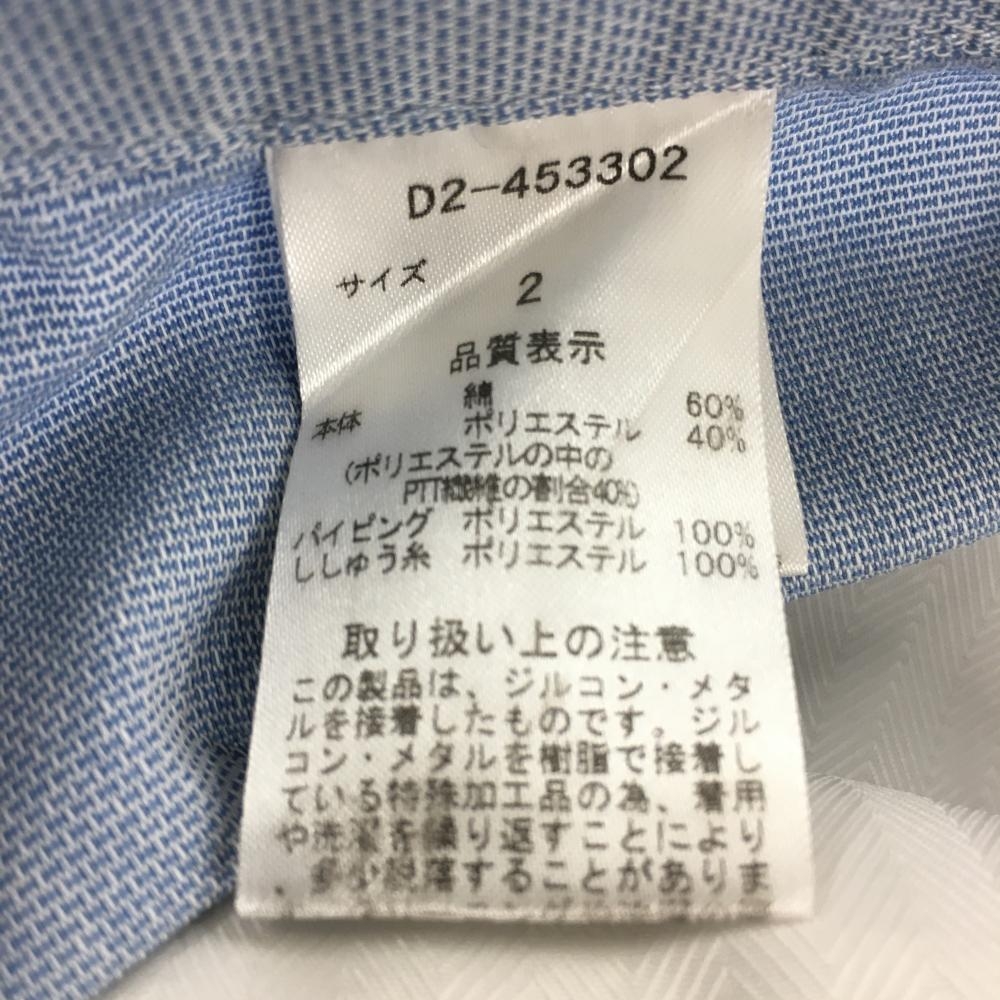 D2-453302
サイズ 2
品質表示
本体 綿 60%
ポリエステル 40%
(ポリエステルの中の
PTT繊維の割合40%)
パイピング ポリエステル 100%
ししゅう糸 ポリエステル 100%
取り扱い上の注意
この製品は、ジルコン・メタ
ルを接着したものです。ジル
コン・メタルを樹脂で接着し
ている特殊加工品の為、着用
や洗濯を繰り返すことにより
、多少脱落することがありま